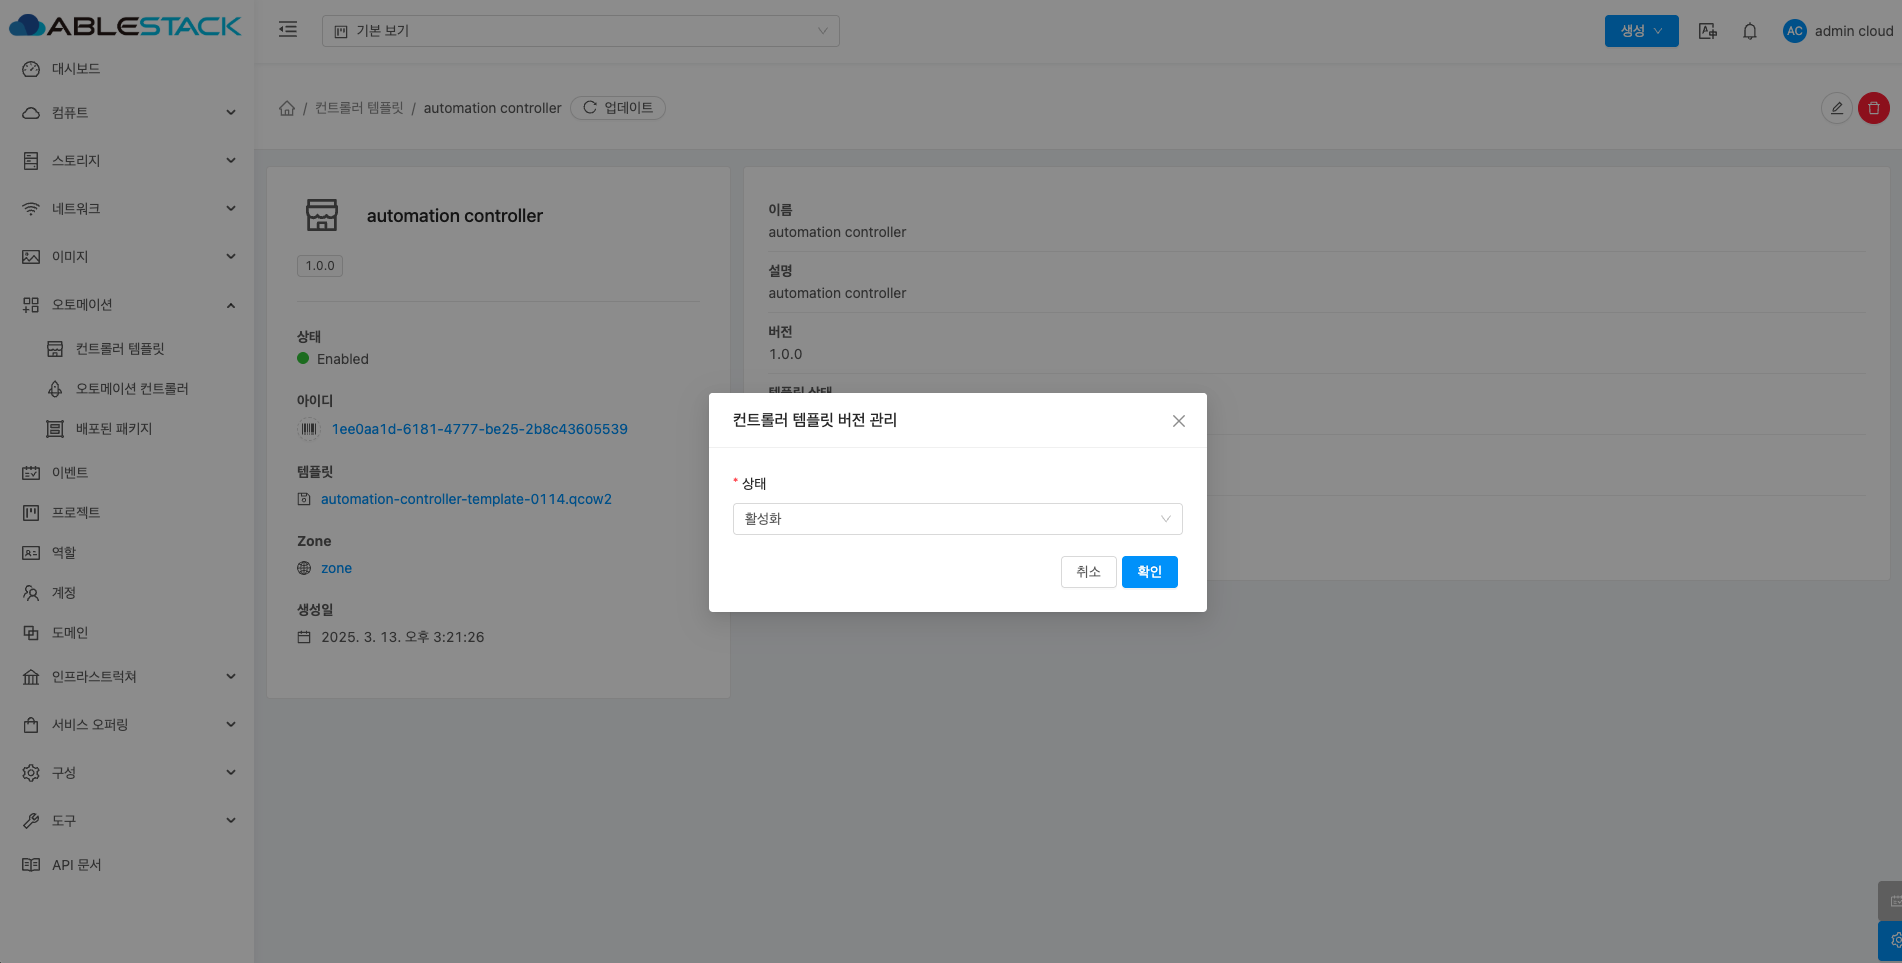 ABLESTACK
기본 보기
생성
AC
admin cloud
대시보드
컴퓨트
스토리지
네트워크
이미지
오토메이션
컨트롤러 템플릿
오토메이션 컨트롤러
배포된 패키지
이벤트
프로젝트
역할
계정
도메인
인프라스트럭쳐
서비스 오퍼링
구성
도구
API 문서
/ 컨트롤러 템플릿 / automation controller
업데이트
automation controller
1.0.0
상태
Enabled
아이디
1ee0aa1d-6181-4777-be25-2b8c43605539
템플릿
automation-controller-template-0114.qcow2
Zone
zone
생성일
2025. 3. 13. 오후 3:21:26
이름
automation controller
설명
automation controller
버전
1.0.0
템플릿 상태
컨트롤러 템플릿 버전 관리
* 상태
활성화
취소
확인